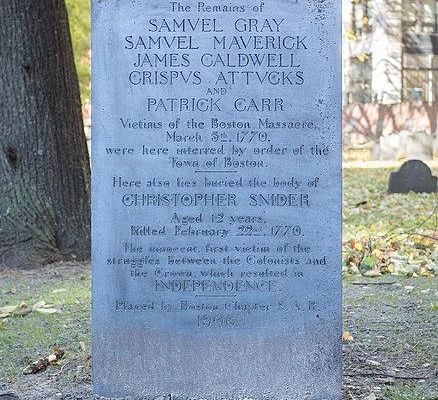 The Remains of
SAMVEL GRAY
SAMVEL MAVERICK
JAMES CALDWELL
CRISPVS ATTVCKS
AND
PATRICK CARR
Victims of the Boston Massacre,
March 5th, 1770,
were here interred by order of the
Town of Boston.
Here also lies buried the body of
CHRISTOPHER SNIDER
Aged 12 years,
Killed February 22nd, 1770.
The innocent, first victim of the
struggles between the Colonists and
the Crown, which resulted in
INDEPENDENCE
Placed by Boston Chapter S.A.R.
1906.